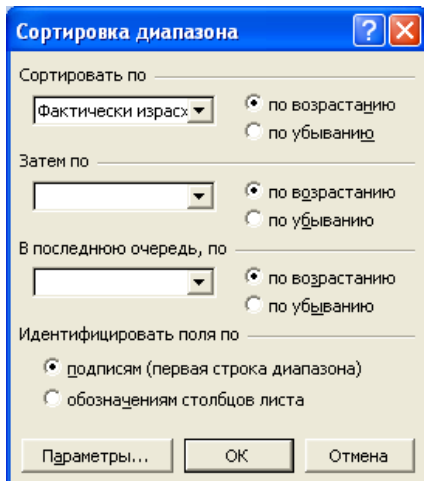 Сортировка диапазона
Сортировать по
Фактически израсх
по возрастанию
по убыванию
Затем по
по возрастанию
по убыванию
В последнюю очередь, по
по возрастанию
по убыванию
Идентифицировать поля по
подписям (первая строка диапазона)
обозначениям столбцов листа
Параметры... ОК Отмена